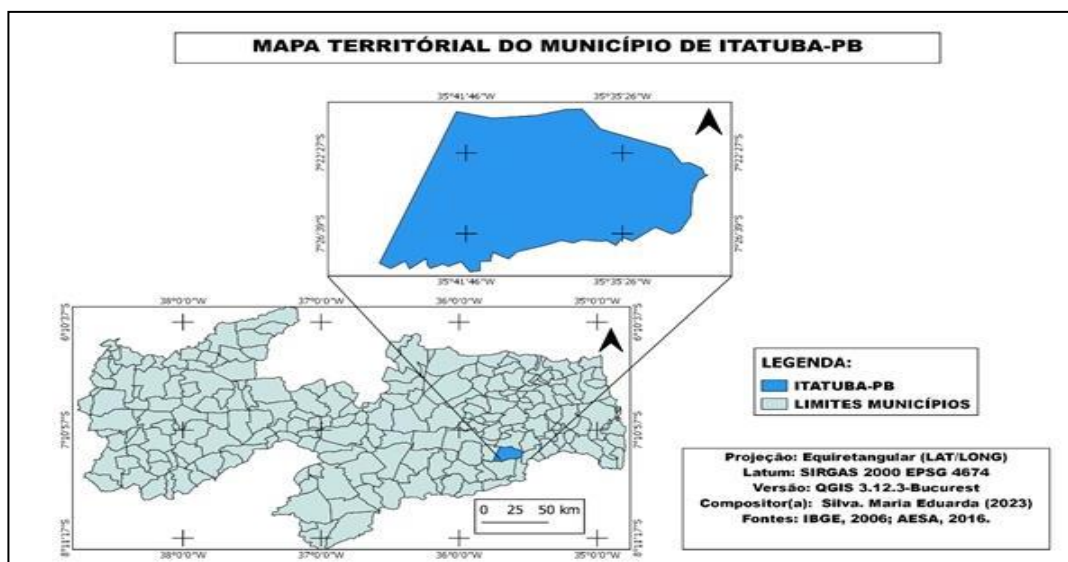 MAPA TERRITÓRIAL DO MUNICÍPIO DE ITATUBA-PB
35°41'46"W 35°35'26"W
7°22'27"S 7°22'27"S
7°26'39"S 7°26'39"S
35°41'46"W 35°35'26"W
38°0'0"W 37°0'0"W 36°0'0"W 35°0'0"W
6°10'37"S 6°10'37"S
7°10'57"S 7°10'57"S
8°11'17"S 8°11'17"S
0 25 50 km
38°0'0"W 37°0'0"W 36°0'0"W 35°0'0"W
LEGENDA:
ITATUBA-PB
LIMITES MUNICÍPIOS
Projeção: Equiretangular (LAT/LONG)
Latum: SIRGAS 2000 EPSG 4674
Versão: QGIS 3.12.3-Bucurest
Compositor(a): Silva. Maria Eduarda (2023)
Fontes: IBGE, 2006; AESA, 2016.